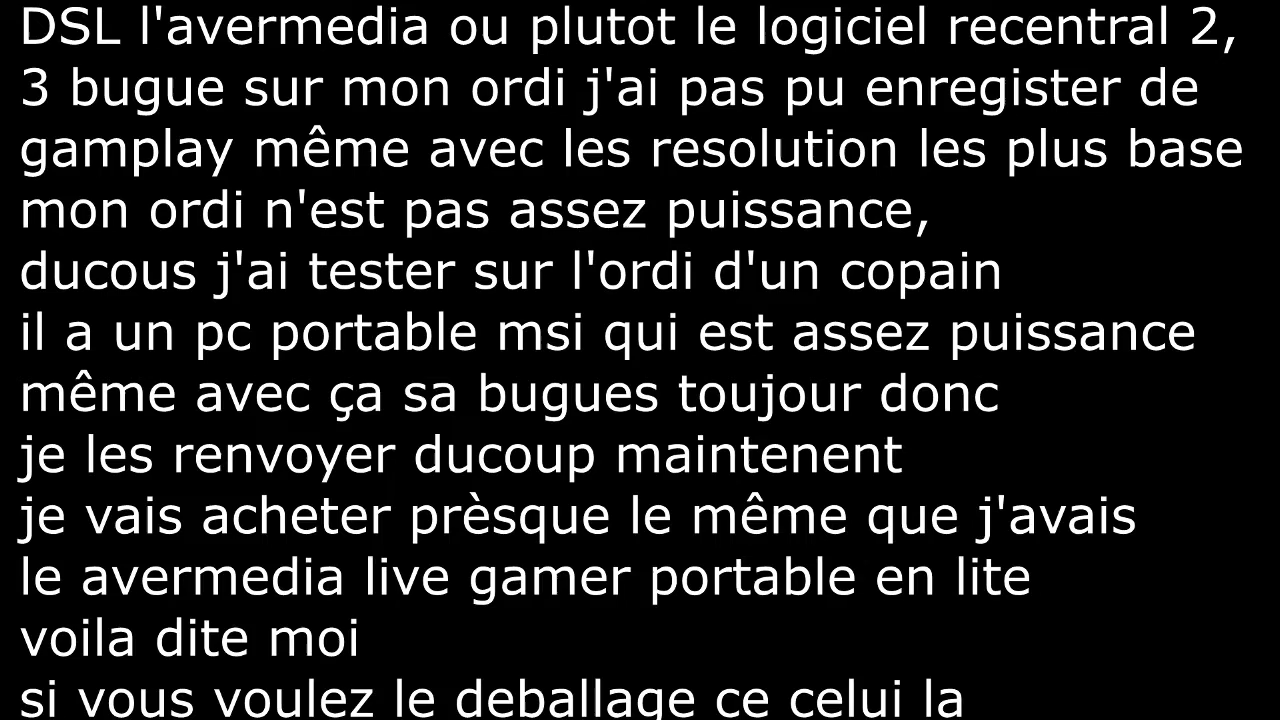 DSL l'avermedia ou plutot le logiciel recentral 2,
3 bugue sur mon ordi j'ai pas pu enregister de
gamplay même avec les resolution les plus base
mon ordi n'est pas assez puissance,
ducous j'ai tester sur l'ordi d'un copain
il a un pc portable msi qui est assez puissance
même avec ça sa bugues toujour donc
je les renvoyer ducoup maintenent
je vais acheter prèsque le même que j'avais
le avermedia live gamer portable en lite
voila dite moi
si vous voulez le deballage ce celui la